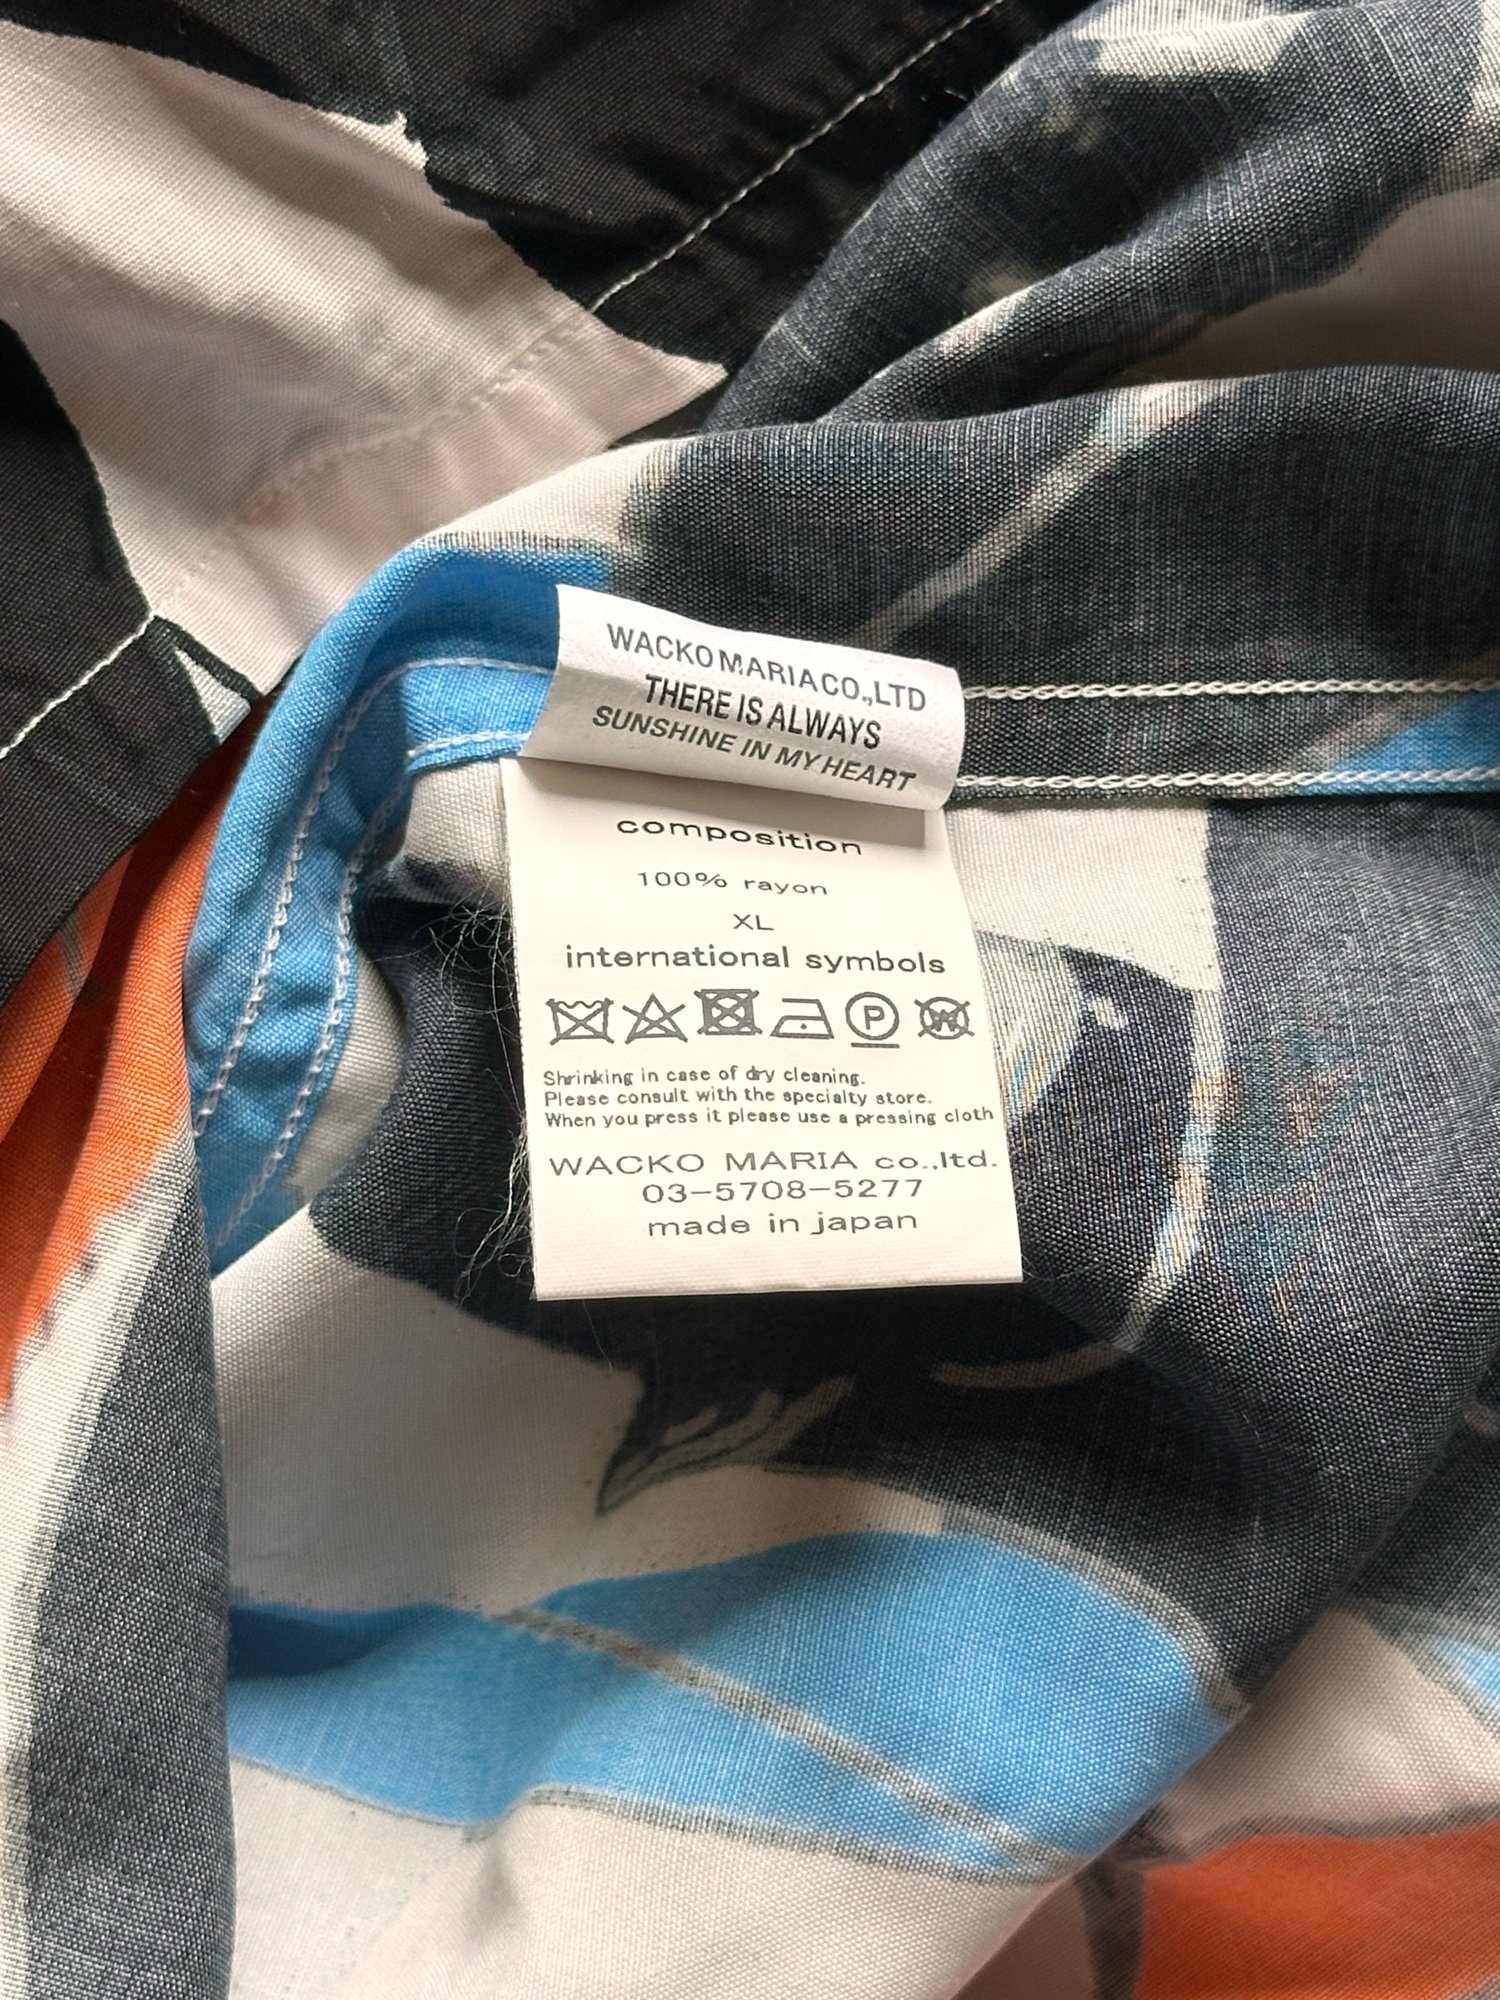 WACKO MARIA CO.,LTD
THERE IS ALWAYS
SUNSHINE IN MY HEART
composition
100% rayon
XL
international symbols
P W
Shrinking in case of dry cleaning.
Please consult with the specialty store.
When you press it please use a pressing cloth
WACKO MARIA co.,ltd.
03-5708-5277
made in japan